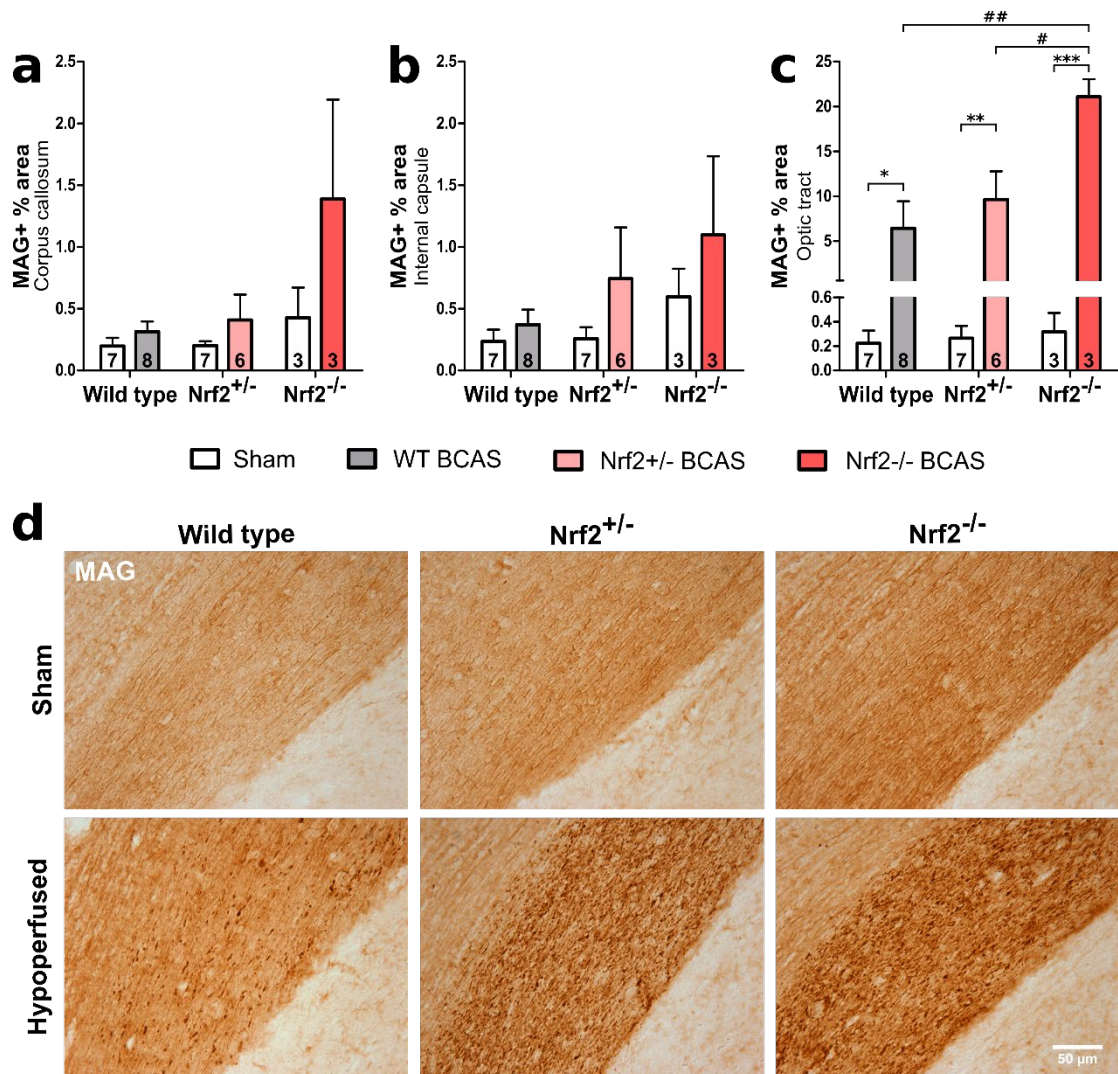 a
MAG+ % area
Corpus callosum
2.5
2.0
1.5
1.0
0.5
0.0
7
8
7
6
3
3
Wild type
Nrf2+/-
Nrf2-/-
b
MAG+ % area
Internal capsule
2.5
2.0
1.5
1.0
0.5
0.0
7
8
7
6
3
3
Wild type
Nrf2+/-
Nrf2-/-
c
MAG+ % area
Optic tract
##
#
***
**
*
25
20
15
10
5
0.6
0.4
0.2
0.0
7
8
7
6
3
3
Wild type
Nrf2+/-
Nrf2-/-
Sham
WT BCAS
Nrf2+/- BCAS
Nrf2-/- BCAS
d
Wild type
Nrf2+/-
Nrf2-/-
MAG
Sham
Hypoperfused
50 µm